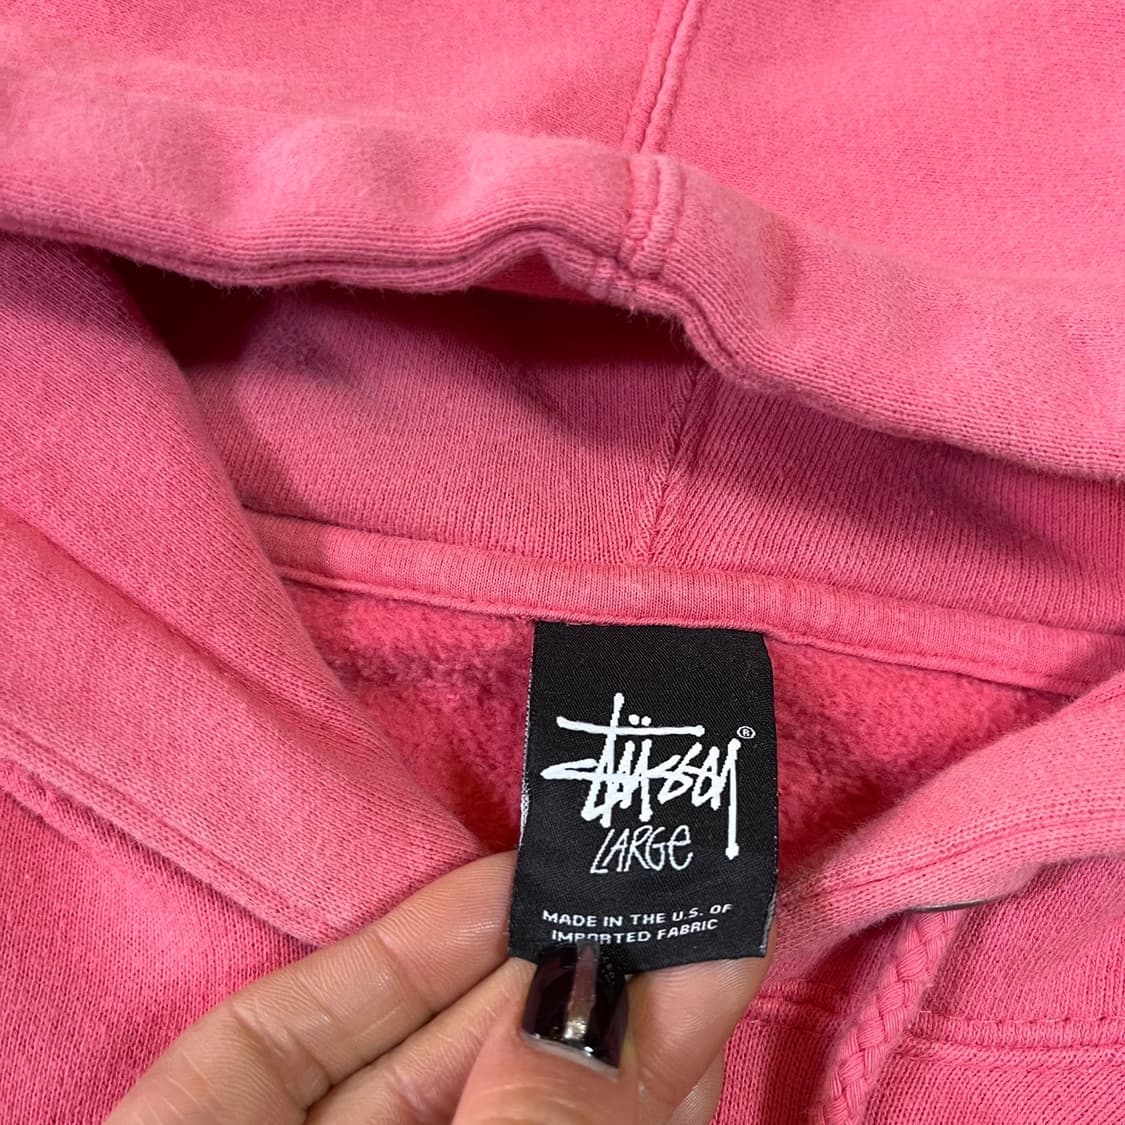 Stüssy ®
LARGE
MADE IN THE U.S. OF
IMPORTED FABRIC